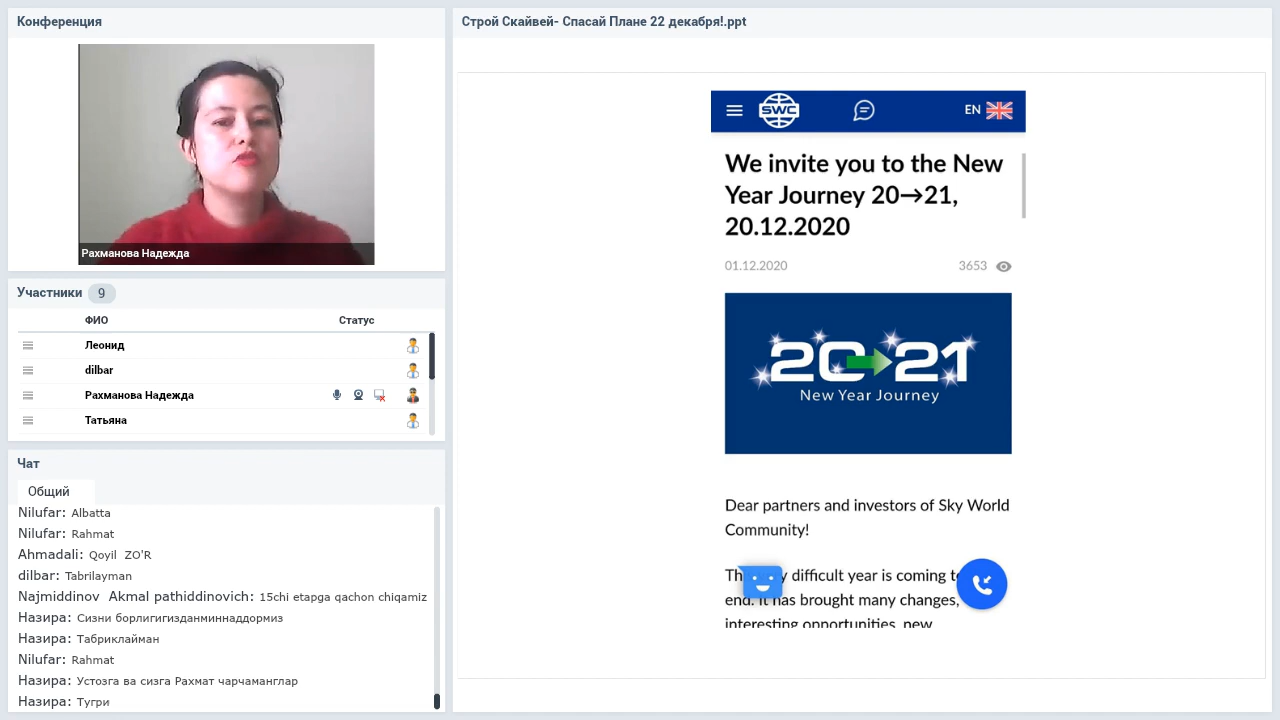 Конференция
Рахманова Надежда
Участники 9
ФИО Статус
Леонид
dilbar
Рахманова Надежда
Татьяна
Чат
Общий
Nilufar: Albatta
Nilufar: Rahmat
Ahmadali: Qoyil ZO'R
dilbar: Tabrilayman
Najmiddinov Akmal pathiddinovich: 15chi etapga qachon chiqamiz
Назира: Сизни борлигигизданминнаддормиз
Назира: Табриклайман
Nilufar: Rahmat
Назира: Устозга ва сизга Рахмат чарчаманглар
Назира: Тугри
Строй Скайвей- Спасай Плане 22 декабря!.ppt
SWC EN
We invite you to the New
Year Journey 20→21,
20.12.2020
01.12.2020 3653
20 21
New Year Journey
Dear partners and investors of Sky World
Community!
difficult year is coming
end. It has brought many changes,
interesting opportunities, new